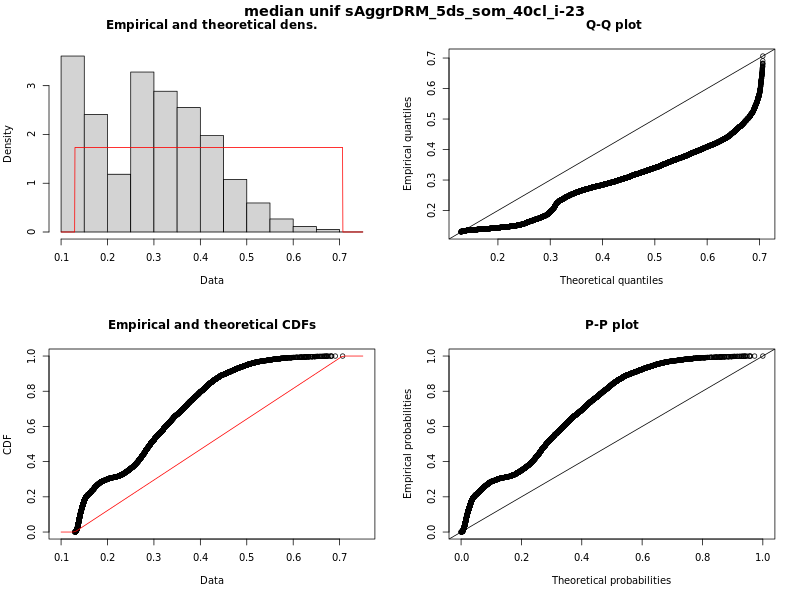 median unif sAggrDRM_5ds_som_40cl_i-23
Empirical and theoretical dens.
Density
0 1 2 3
0.1 0.2 0.3 0.4 0.5 0.6 0.7
Data
Q-Q plot
Empirical quantiles
0.2 0.3 0.4 0.5 0.6 0.7
0.2 0.3 0.4 0.5 0.6 0.7
Theoretical quantiles
Empirical and theoretical CDFs
CDF
0.0 0.2 0.4 0.6 0.8 1.0
0.1 0.2 0.3 0.4 0.5 0.6 0.7
Data
P-P plot
Empirical probabilities
0.0 0.2 0.4 0.6 0.8 1.0
0.0 0.2 0.4 0.6 0.8 1.0
Theoretical probabilities